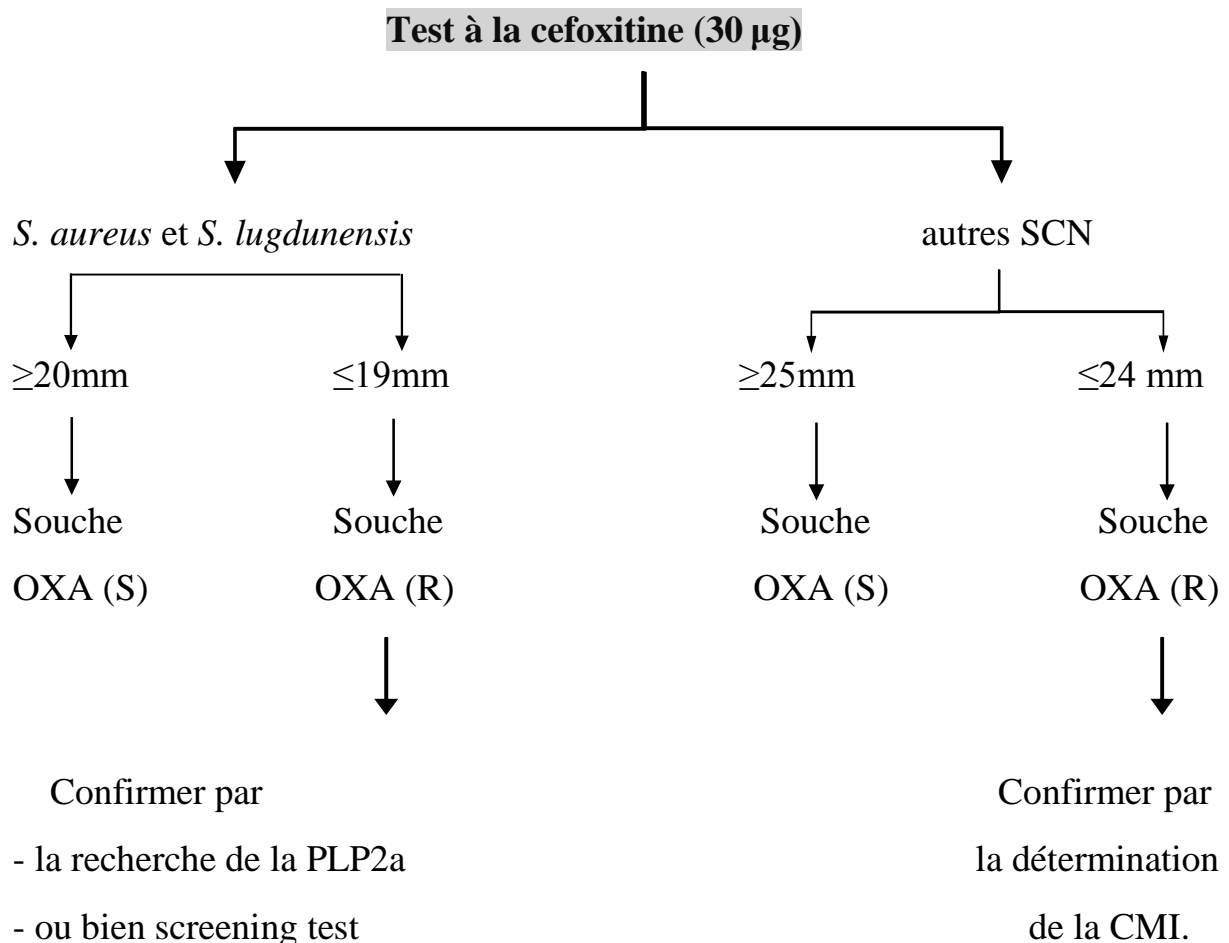 Test à la cefoxitine (30 µg)
S. aureus et S. lugdunensis autres SCN
≥20mm ≤19mm ≥25mm ≤24 mm
Souche Souche Souche Souche
OXA (S) OXA (R) OXA (S) OXA (R)
Confirmer par Confirmer par
- la recherche de la PLP2a la détermination
- ou bien screening test de la CMI.